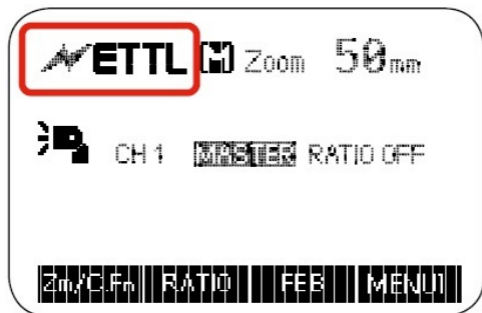 ETTL M Zoom 50mm
CH 1 MASTER RATIO OFF
Zm/C.Fn RATIO FEB MENU1